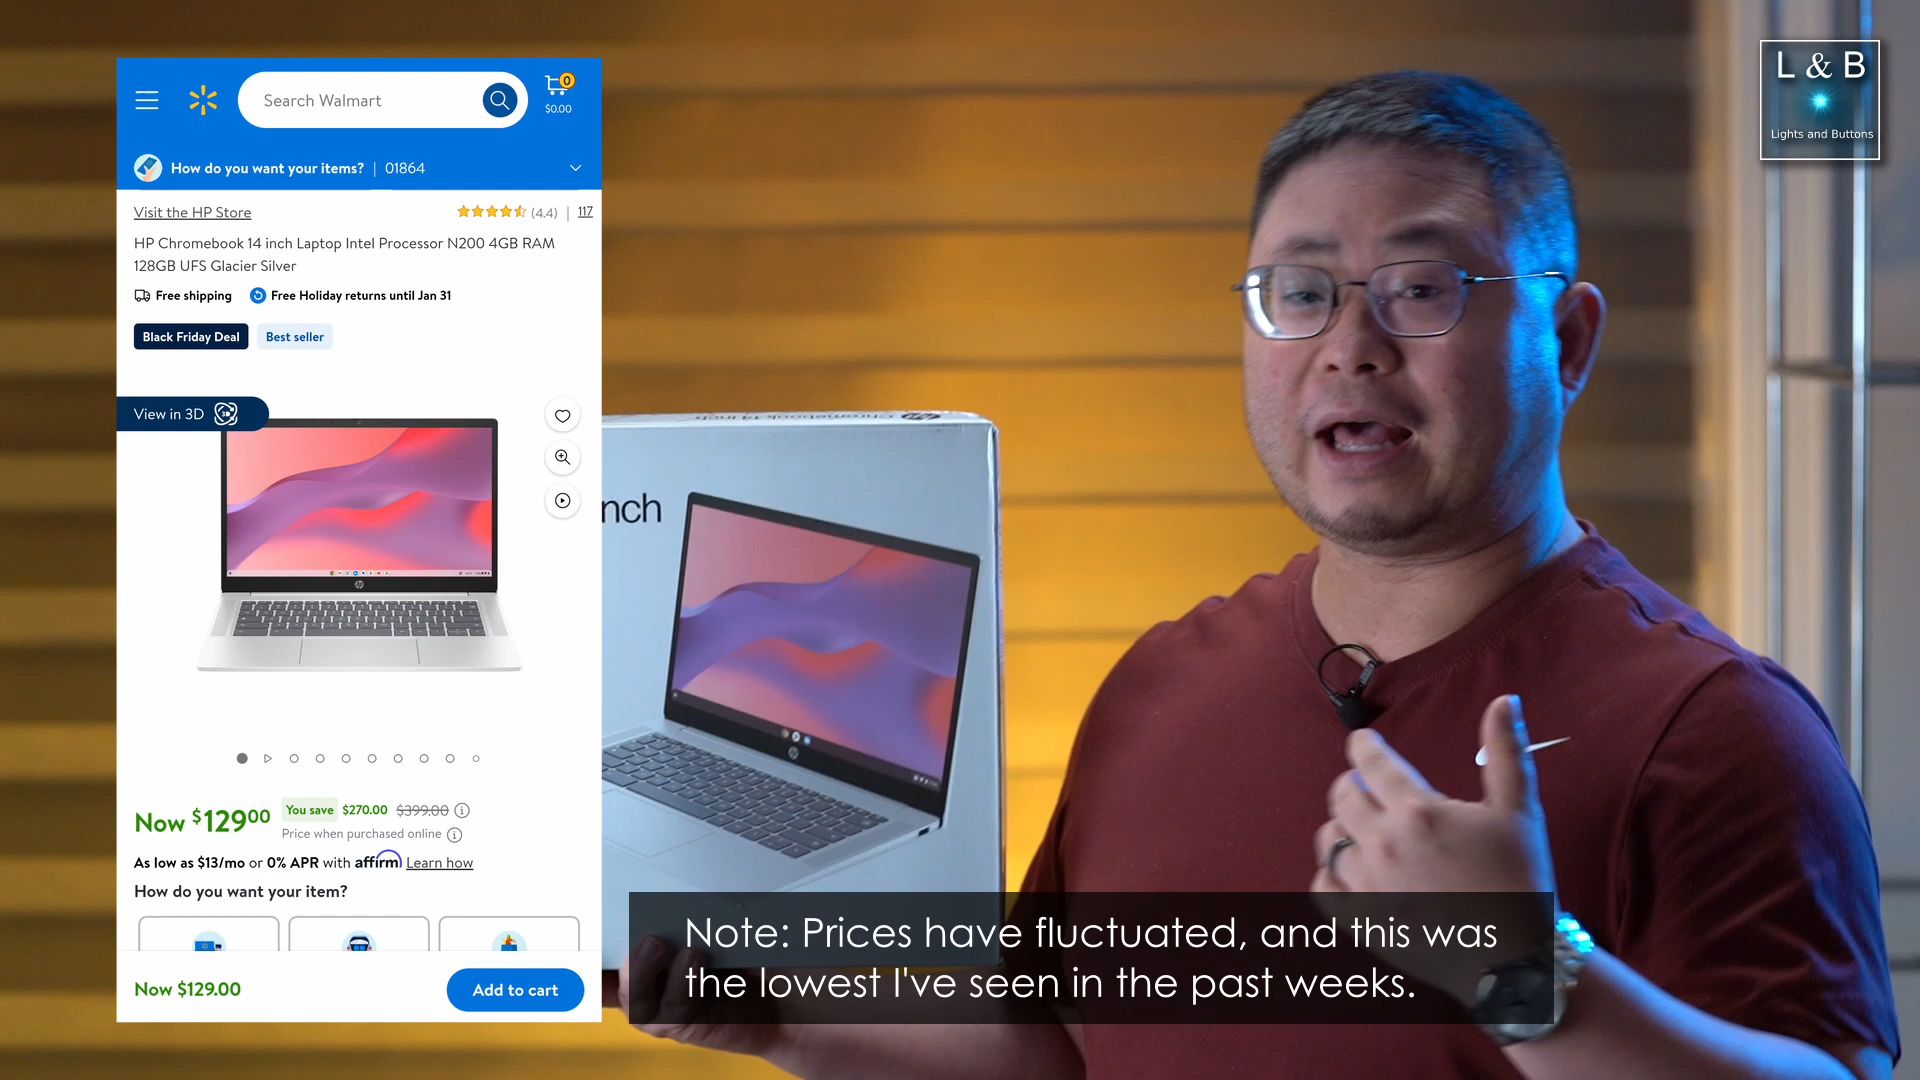 Search Walmart
0
$0.00
How do you want your items? | 01864
Visit the HP Store
(4.4) | 117
HP Chromebook 14 inch Laptop Intel Processor N200 4GB RAM
128GB UFS Glacier Silver
Free shipping
Free Holiday returns until Jan 31
Black Friday Deal
Best seller
View in 3D
Now $129.00
You save $270.00 $399.00
Price when purchased online
As low as $13/mo or 0% APR with affirm Learn how
How do you want your item?
Now $129.00
Add to cart
Chromebook 14 inch
hp
nch
Note: Prices have fluctuated, and this was
the lowest I've seen in the past weeks.
L & B
Lights and Buttons